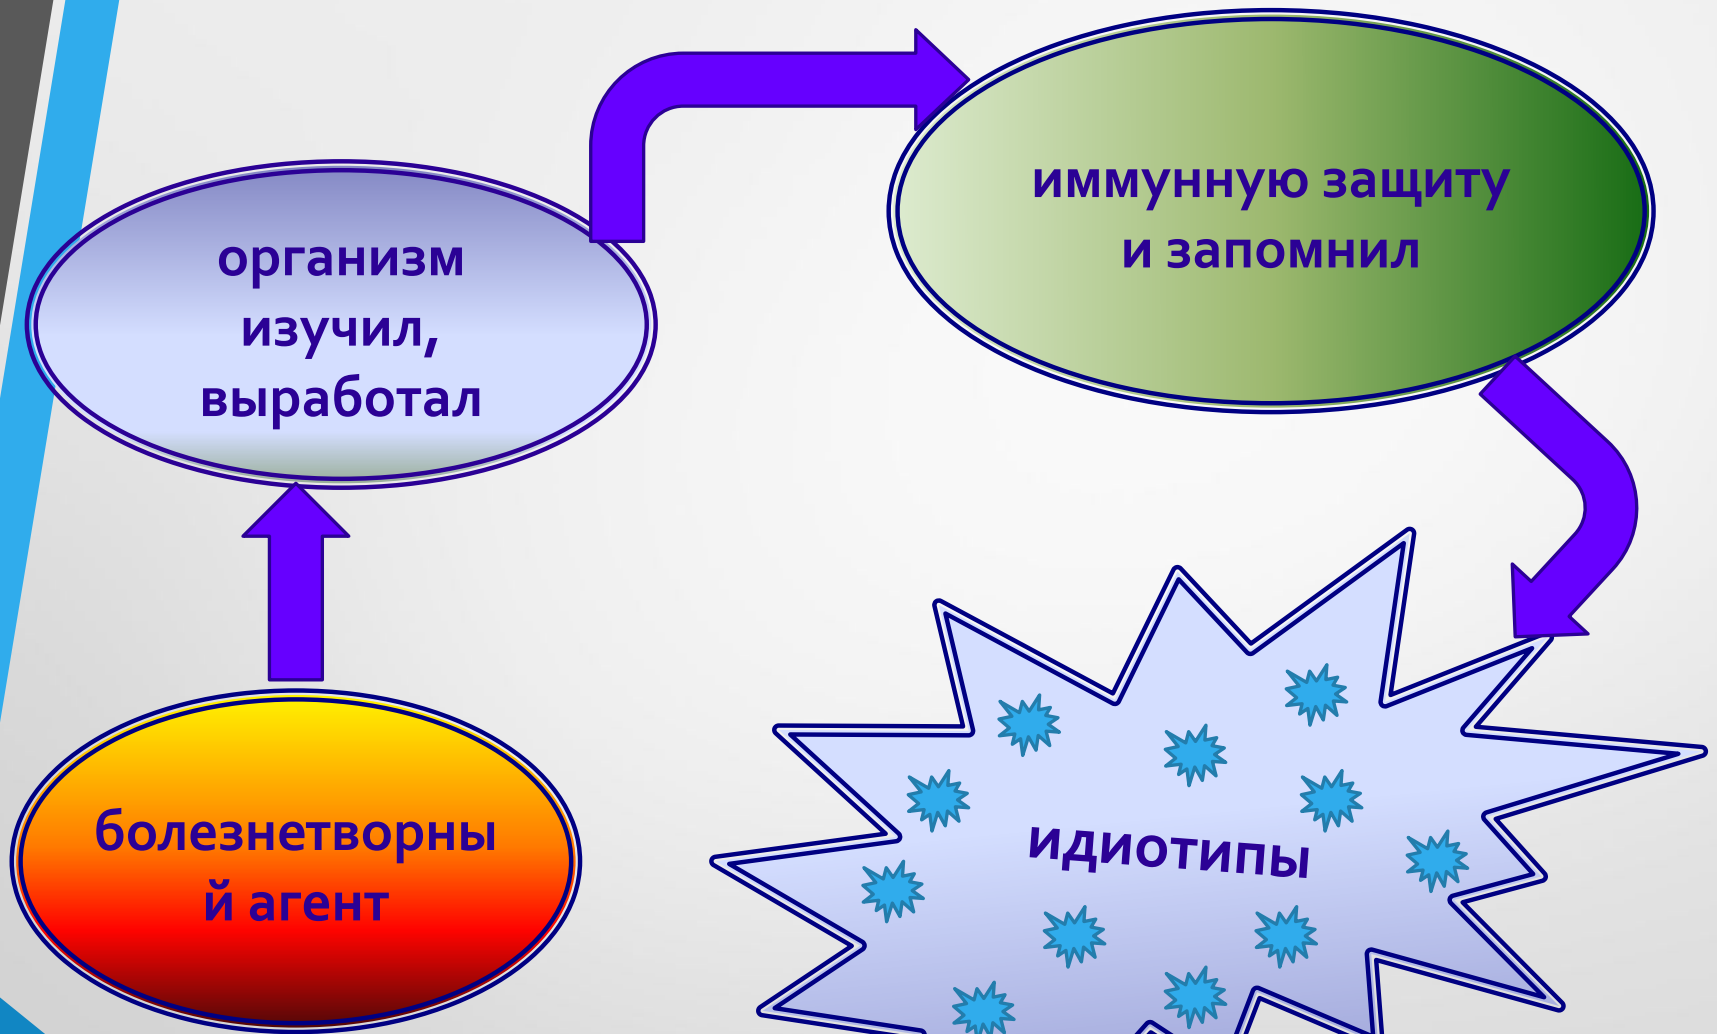 болезнетворны
й агент
организм
изучил,
выработал
иммунную защиту
и запомнил
идиотипы